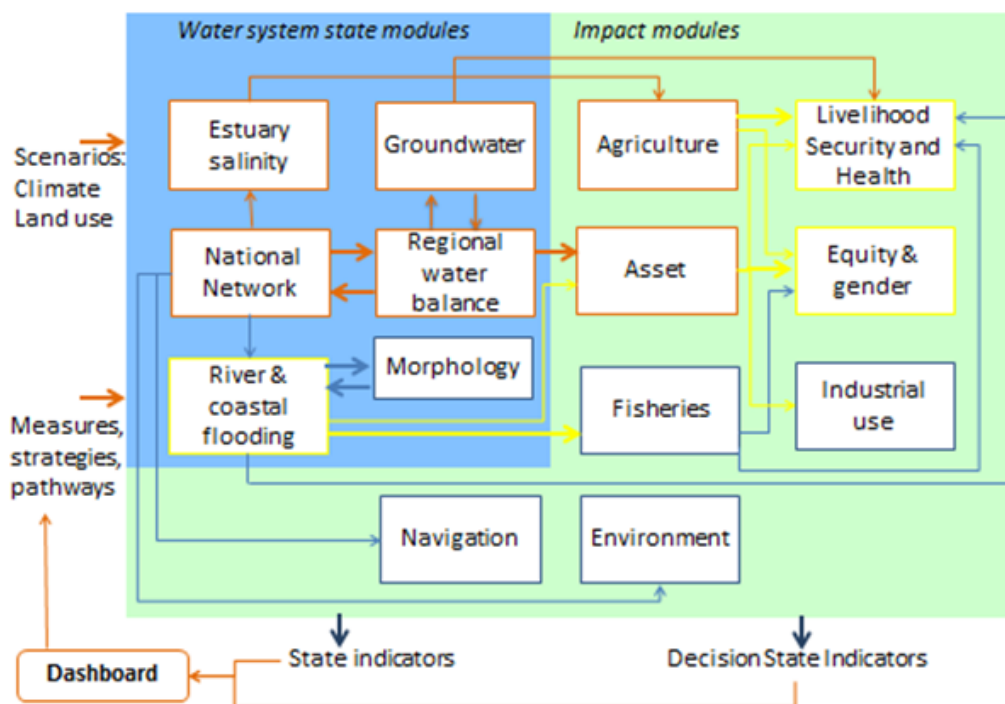 Water system state modules
Impact modules
Estuary
salinity
Groundwater
Agriculture
Livelihood
Security and
Health
Scenarios:
Climate
Land use
National
Network
Regional
water
balance
Asset
Equity &
gender
River &
coastal
flooding
Morphology
Fisheries
Industrial
use
Measures,
strategies,
pathways
Navigation
Environment
State indicators
Decision State Indicators
Dashboard